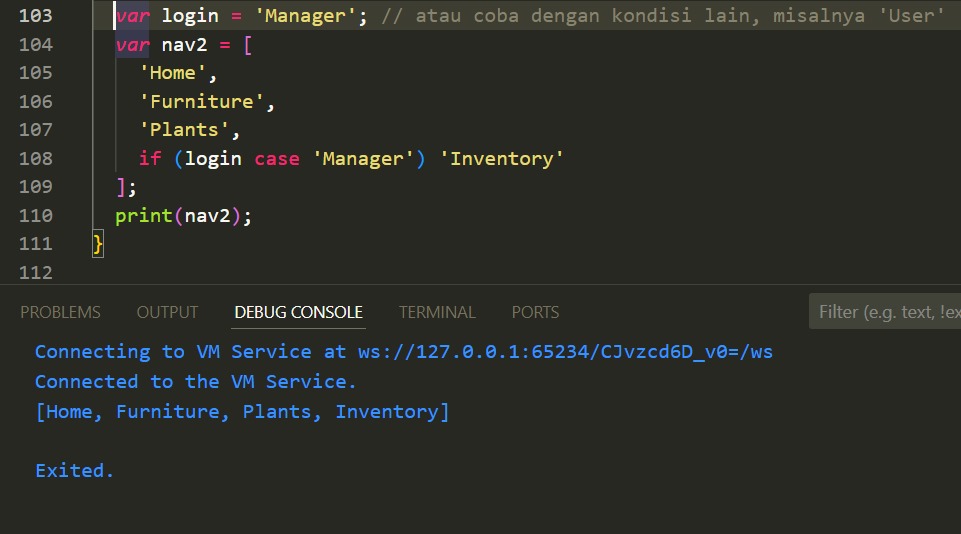 103 var login = 'Manager'; // atau coba dengan kondisi lain, misalnya 'User'
104 var nav2 = [
105 'Home',
106 'Furniture',
107 'Plants',
108 if (login case 'Manager') 'Inventory'
109 ];
110 print(nav2);
111 }
112
PROBLEMS OUTPUT DEBUG CONSOLE TERMINAL PORTS Filter (e.g. text, !ex
Connecting to VM Service at ws://127.0.0.1:65234/CJvzcd6D_v0=/ws
Connected to the VM Service.
[Home, Furniture, Plants, Inventory]
Exited.